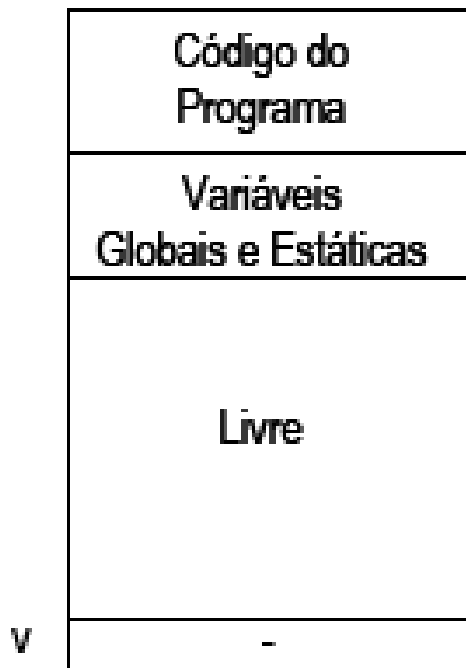 Código do
Programa
Variáveis
Globais e Estáticas
Livre
v -